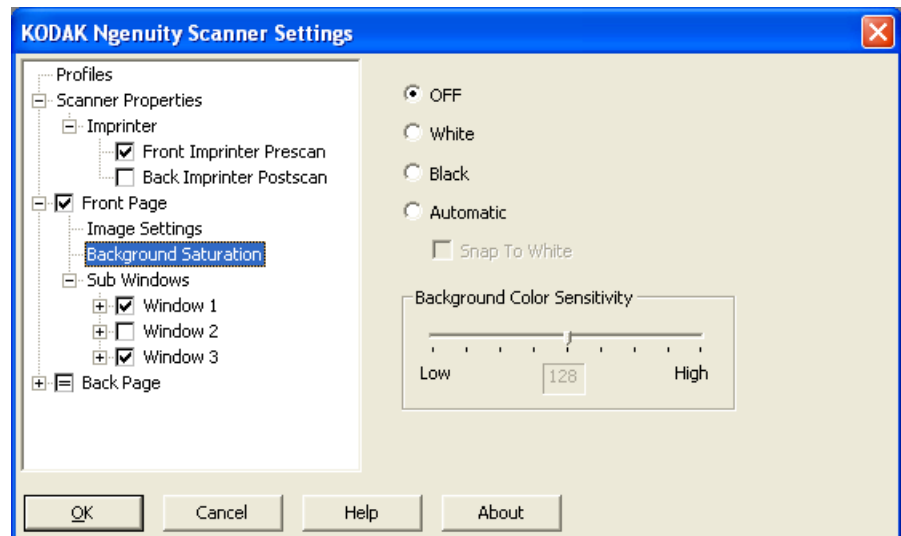 KODAK Ngenuity Scanner Settings
Profiles
Scanner Properties
Imprinter
Front Imprinter Prescan
Back Imprinter Postscan
Front Page
Image Settings
Background Saturation
Sub Windows
Window 1
Window 2
Window 3
Back Page
OFF
White
Black
Automatic
Snap To White
Background Color Sensitivity
Low 128 High
OK Cancel Help About